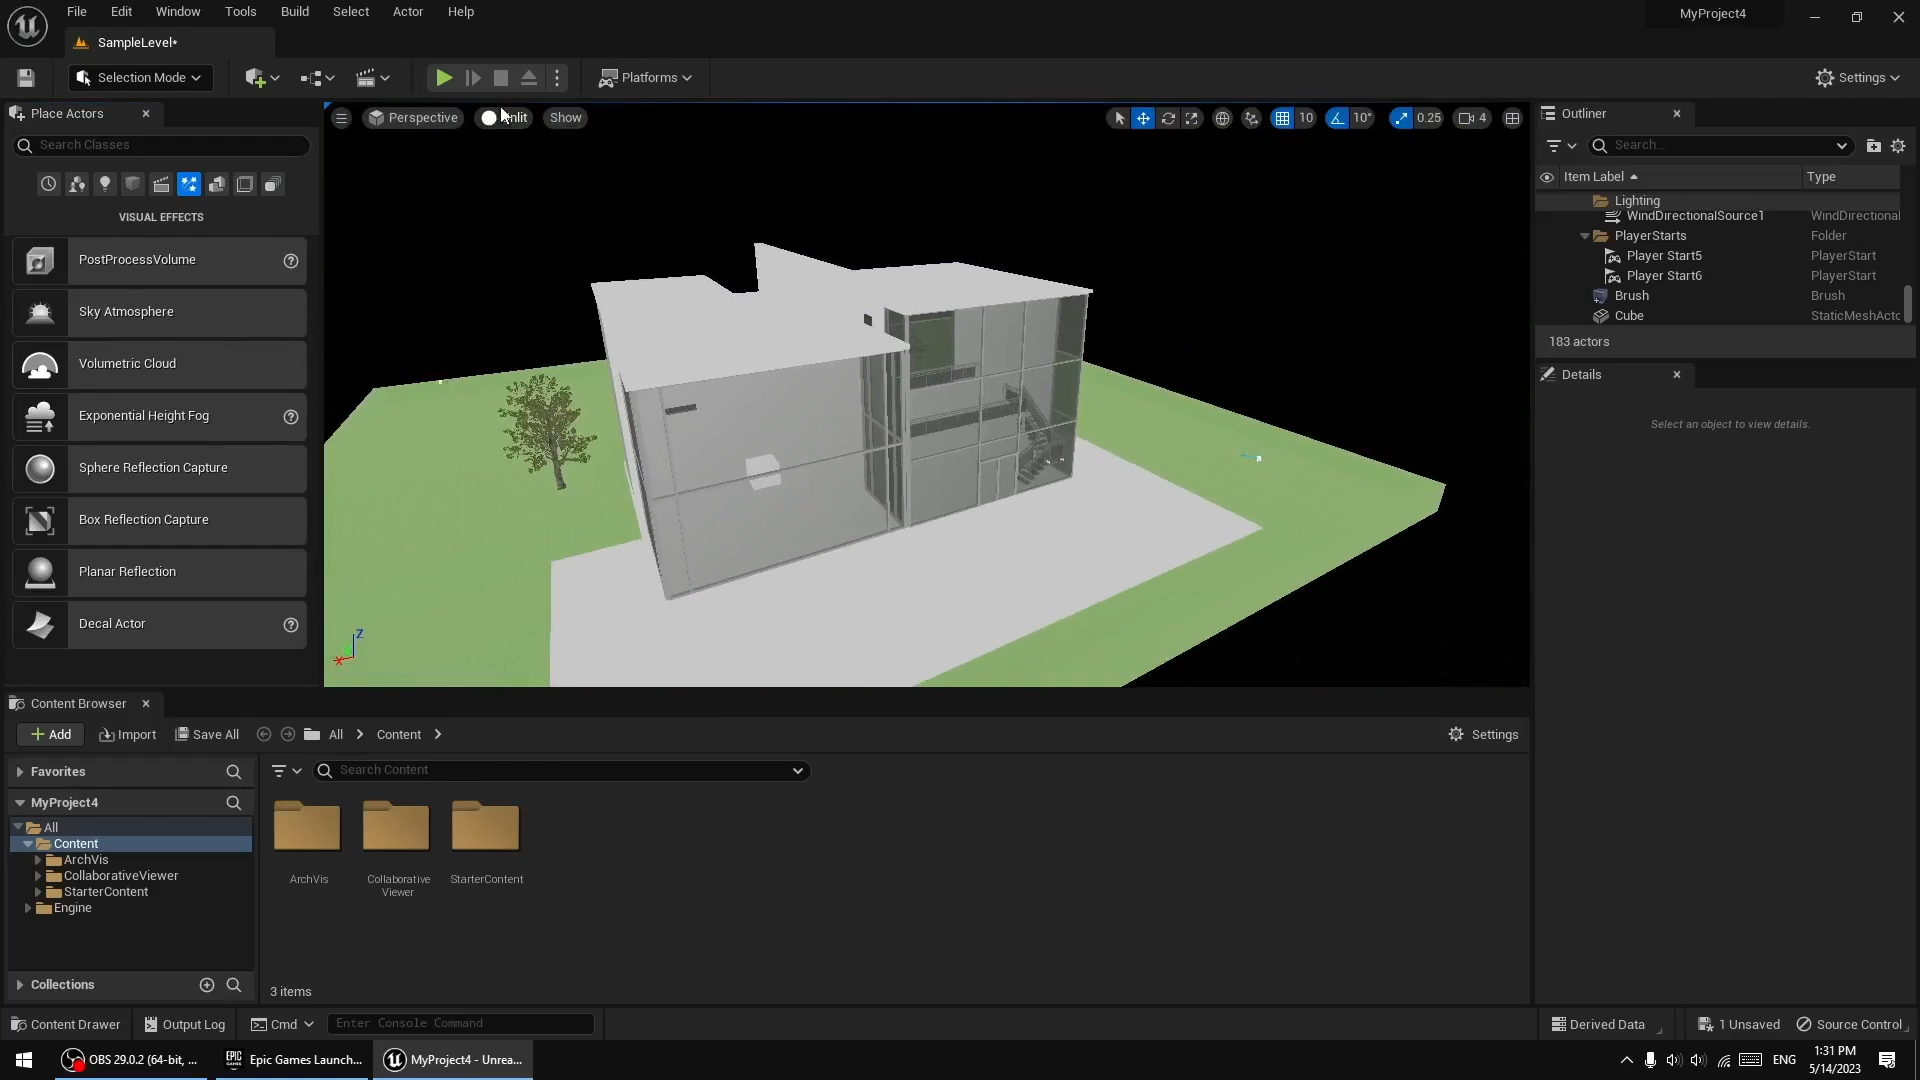 File Edit Window Tools Build Select Actor Help
MyProject4
SampleLevel*
Selection Mode
Platforms
Settings
Place Actors
Search Classes
VISUAL EFFECTS
PostProcessVolume
Sky Atmosphere
Volumetric Cloud
Exponential Height Fog
Sphere Reflection Capture
Box Reflection Capture
Planar Reflection
Decal Actor
Perspective
Show
10
10°
0.25
4
Z
X
Outliner
Search...
Item Label Type
Lighting
WindDirectionalSource1 WindDirectional
PlayerStarts Folder
Player Start5 PlayerStart
Player Start6 PlayerStart
Brush Brush
Cube StaticMeshActo
183 actors
Details
Select an object to view details.
Content Browser
Add Import Save All All Content Settings
Favorites
MyProject4
All
Content
ArchVis
CollaborativeViewer
StarterContent
Engine
Collections
Search Content
ArchVis
Collaborative
Viewer
StarterContent
3 items
Content Drawer Output Log Cmd Enter Console Command Derived Data 1 Unsaved Source Control
OBS 29.0.2 (64-bit, ... EPIC Epic Games Launch... MyProject4 - Unrea... ENG
1:31 PM
5/14/2023